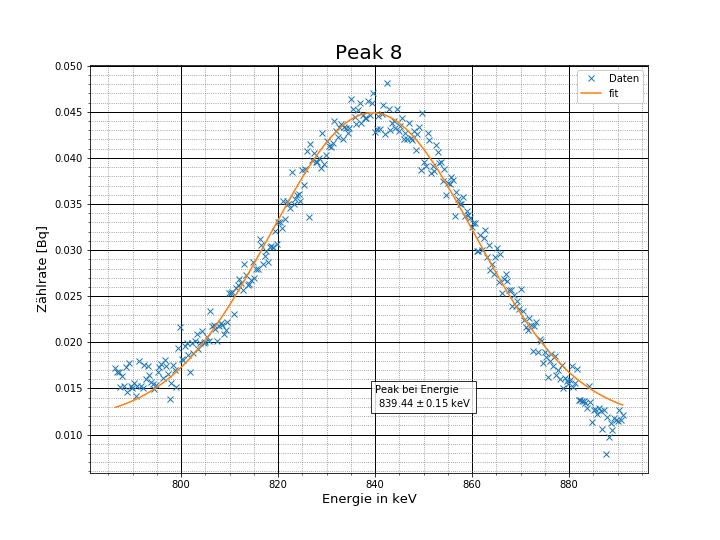 Peak 8
Zählrate [Bq]
0.050
0.045
0.040
0.035
0.030
0.025
0.020
0.015
0.010
Daten
fit
Peak bei Energie
839.44 ± 0.15 keV
800
820
840
860
880
Energie in keV